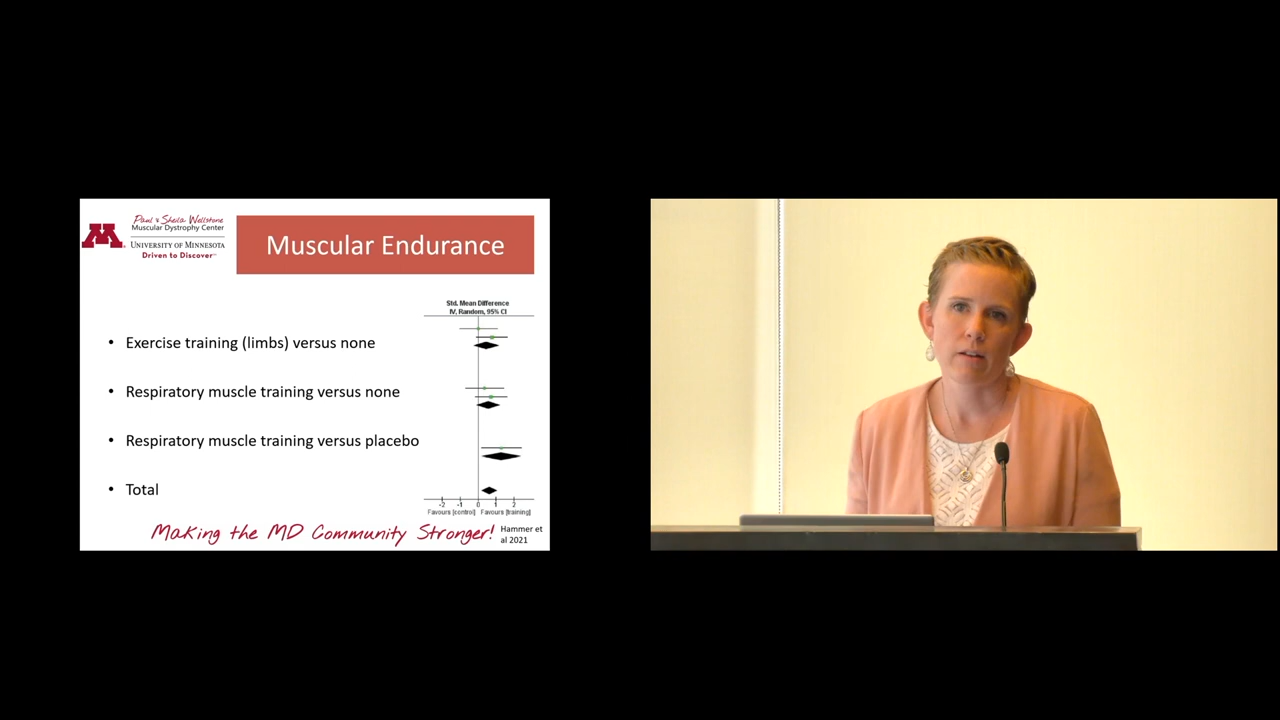 Paul & Sheila Wellstone
Muscular Dystrophy Center
M
UNIVERSITY OF MINNESOTA
Driven to Discover℠
Muscular Endurance
Std. Mean Difference
IV, Random, 95% CI
• Exercise training (limbs) versus none
• Respiratory muscle training versus none
• Respiratory muscle training versus placebo
• Total
-2 -1 0 1 2
Favours [control] Favours [training]
Making the MD Community Stronger!
Hammer et
al 2021